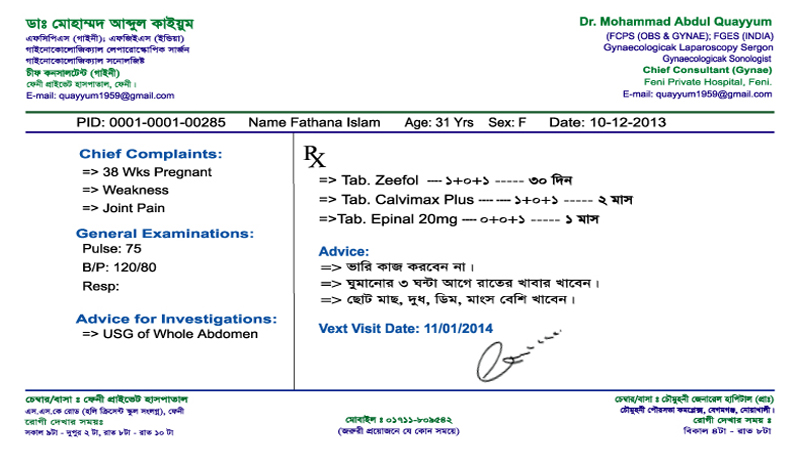 ডাঃ মোহাম্মদ আব্দুল কাইয়ুম
এফসিপিএস (গাইনী); এফজিইএস (ইন্ডিয়া)
গাইনোকোলোজিক্যাল লেপারোস্কোপিক সার্জন
গাইনোকোলোজিক্যাল সনোলজিষ্ট
চীফ কনসালটেন্ট (গাইনী)
ফেনী প্রাইভেট হাসপাতাল, ফেনী।
E-mail: quayyum1959@gmail.com
Dr. Mohammad Abdul Quayyum
(FCPS (OBS & GYNAE); FGES (INDIA)
Gynaecologicak Laparoscopy Sergon
Gynaecologicak Sonologist
Chief Consultant (Gynae)
Feni Private Hospital, Feni.
E-mail: quayyum1959@gmail.com
PID: 0001-0001-00285 Name Fathana Islam Age: 31 Yrs Sex: F Date: 10-12-2013
Chief Complaints:
=> 38 Wks Pregnant
=> Weakness
=> Joint Pain
General Examinations:
Pulse: 75
B/P: 120/80
Resp:
Advice for Investigations:
=> USG of Whole Abdomen
Rx
=> Tab. Zeefol ---- ১+০+১ ----- ৩০ দিন
=> Tab. Calvimax Plus ---- ---- ১+০+১ ----- ২ মাস
=>Tab. Epinal 20mg ---- ০+০+১ ----- ১ মাস
Advice:
=> ভারি কাজ করবেন না।
=> ঘুমানোর ৩ ঘন্টা আগে রাতের খাবার খাবেন।
=> ছোট মাছ, দুধ, ডিম, মাংস বেশি খাবেন।
Vext Visit Date: 11/01/2014
চেম্বার/বাসা : ফেনী প্রাইভেট হাসপাতাল
এস.এস.কে রোড (হলি ক্রিসেন্ট স্কুল সংলগ্ন), ফেনী
রোগী দেখার সময়ঃ
সকাল ৯টা - দুপুর ২ টা, রাত ৮টা - রাত ১০ টা
মোবাইল : ০১৭১১-৮০৯৫৪২
(জরুরী প্রয়োজনে যে কোন সময়ে)
চেম্বার/বাসা : চৌমুহনী জেনারেল হাপিটাল (প্রাঃ)
চৌমুহনী পৌরসভা কমপ্লেক্স, বেগমগঞ্জ, নোয়াখালী।
রোগী দেখার সময় ঃ
বিকাল ৪টা - রাত ৮টা